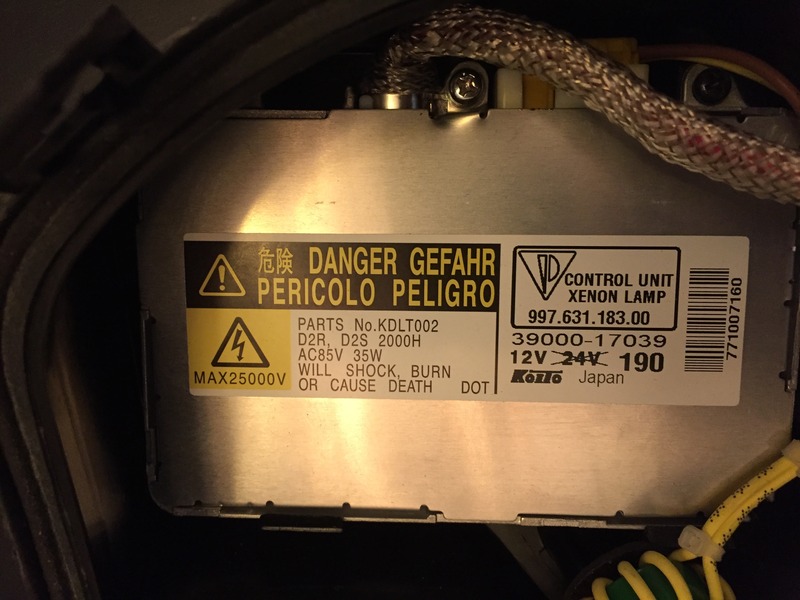 危険 DANGER GEFAHR
PERICOLO PELIGRO
MAX25000V
PARTS No.KDLT002
D2R, D2S 2000H
AC85V 35W
WILL SHOCK, BURN
OR CAUSE DEATH DOT
CONTROL UNIT
XENON LAMP
997.631.183.00
39000-17039
12V 24V 190
KOITO Japan
771007160